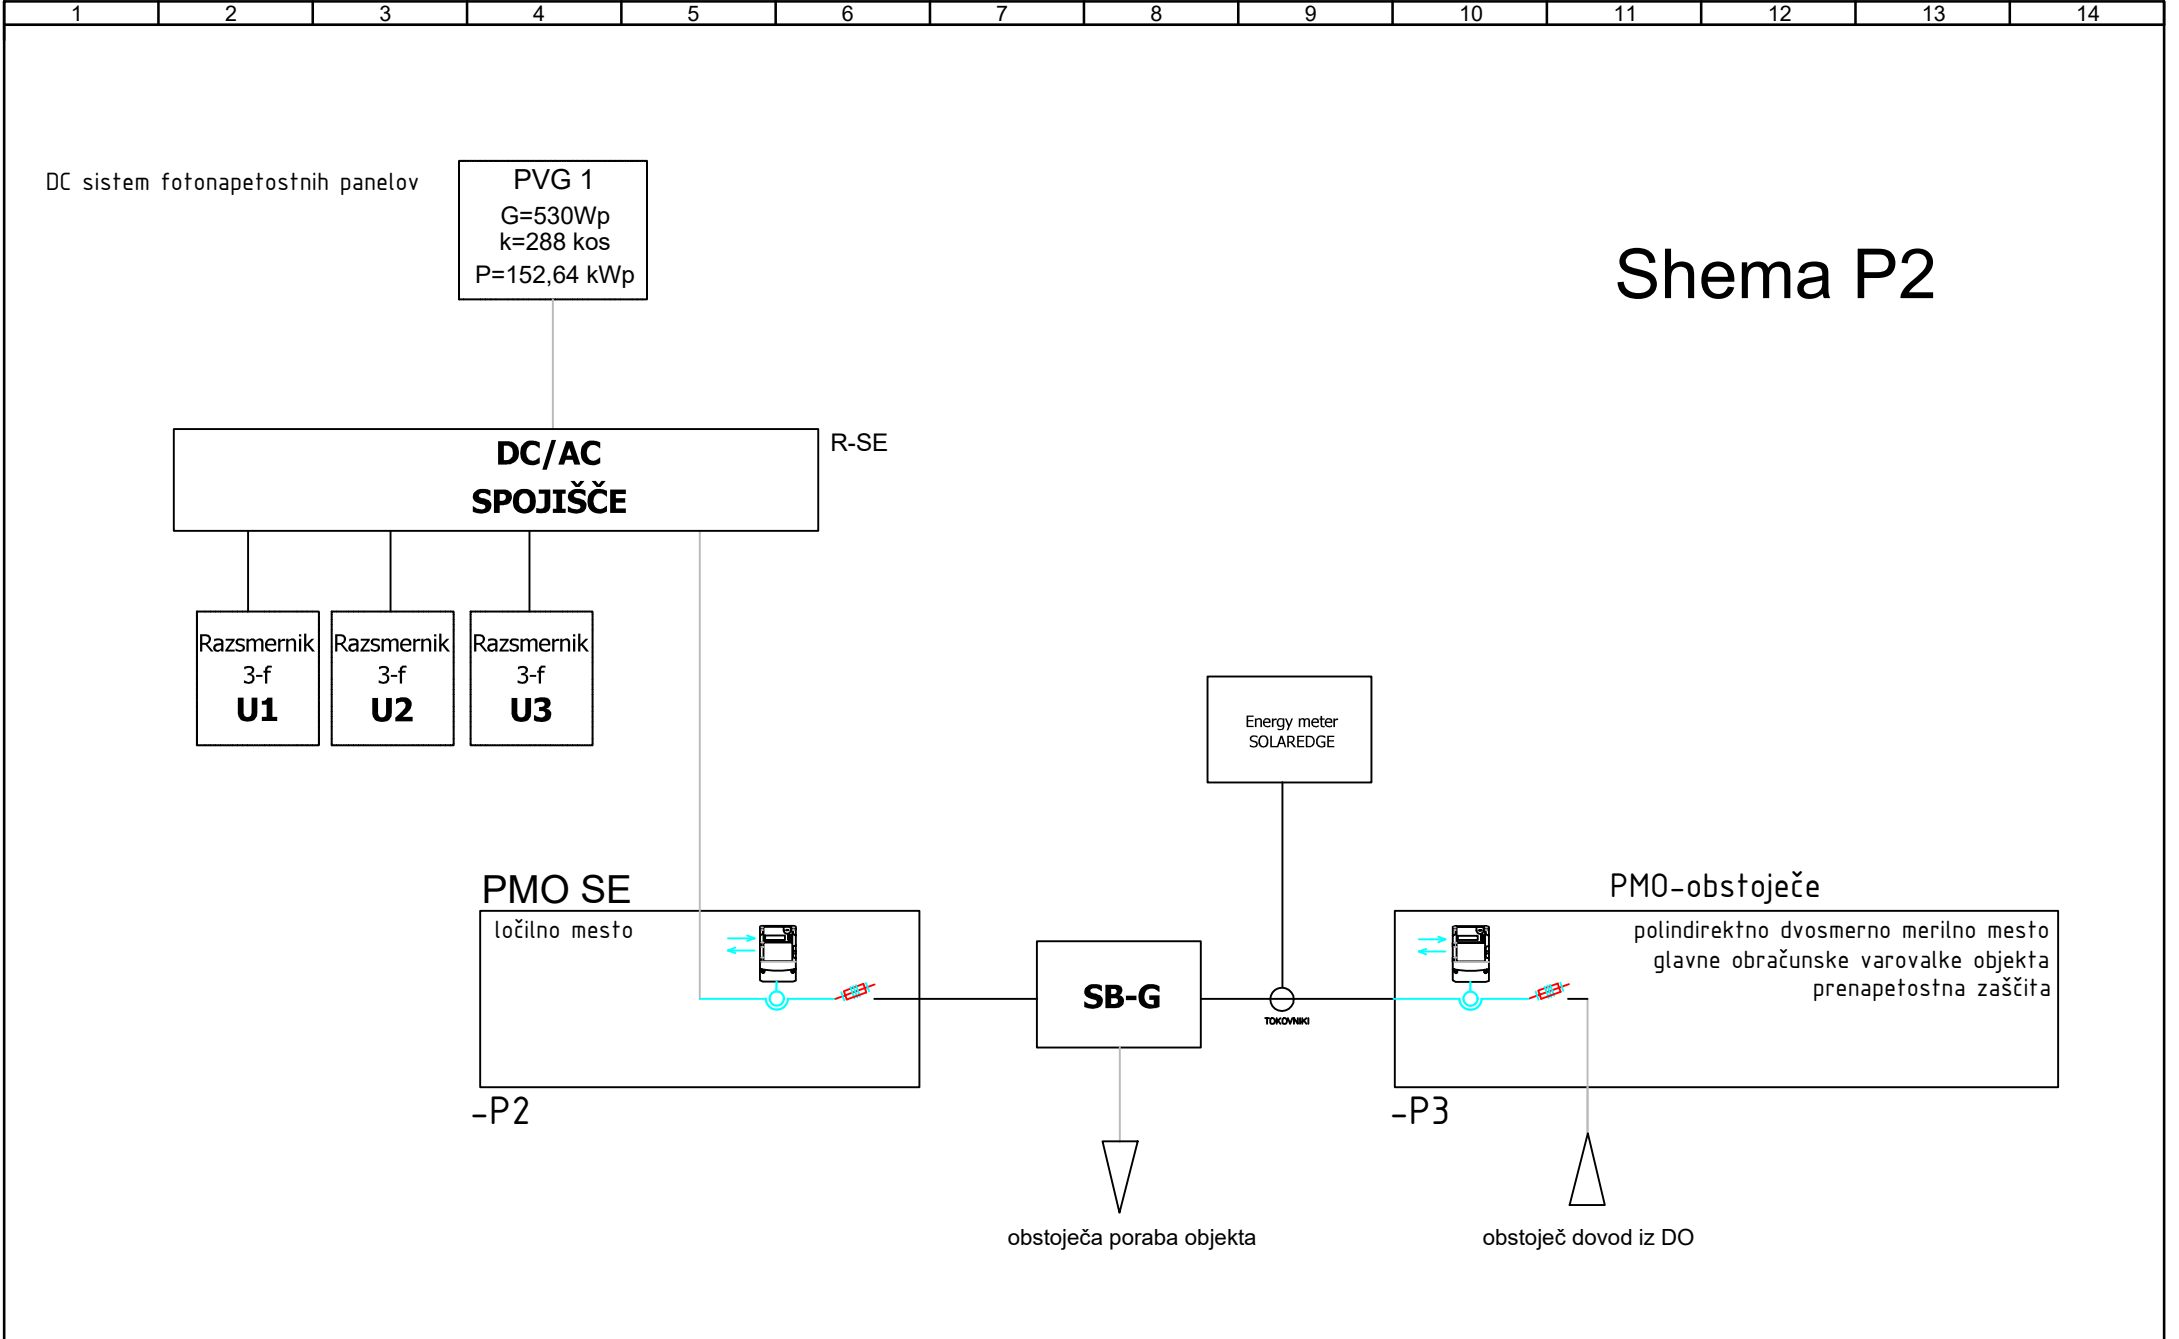 1 2 3 4 5 6 7 8 9 10 11 12 13 14
DC sistem fotonapetostnih panelov
PVG 1
G=530Wp
k=288 kos
P=152,64 kWp
Shema P2
DC/AC
SPOJIŠČE
R-SE
Razsmernik
3-f
U1
Razsmernik
3-f
U2
Razsmernik
3-f
U3
Energy meter
SOLAREDGE
PMO SE
ločilno mesto
-P2
SB-G
TOKOVNIKI
PMO-obstoječe
polindirektno dvosmerno merilno mesto
glavne obračunske varovalke objekta
prenapetostna zaščita
-P3
obstoječa poraba objekta
obstoječ dovod iz DO